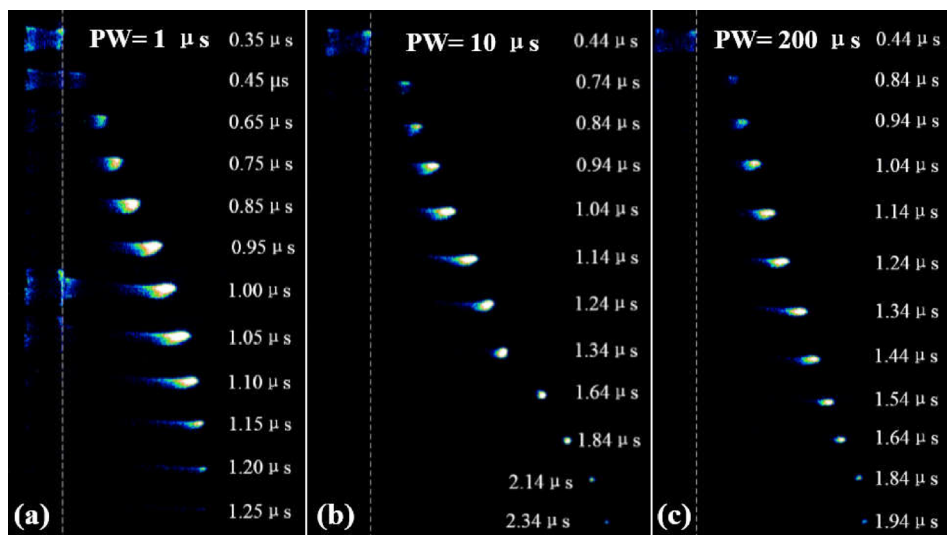 PW= 1 μs
0.35 μs
0.45 μs
0.65 μs
0.75 μs
0.85 μs
0.95 μs
1.00 μs
1.05 μs
1.10 μs
1.15 μs
1.20 μs
1.25 μs
(a)
PW= 10 μs
0.44 μs
0.74 μs
0.84 μs
0.94 μs
1.04 μs
1.14 μs
1.24 μs
1.34 μs
1.64 μs
1.84 μs
2.14 μs
2.34 μs
(b)
PW= 200 μs
0.44 μs
0.84 μs
0.94 μs
1.04 μs
1.14 μs
1.24 μs
1.34 μs
1.44 μs
1.54 μs
1.64 μs
1.84 μs
1.94 μs
(c)